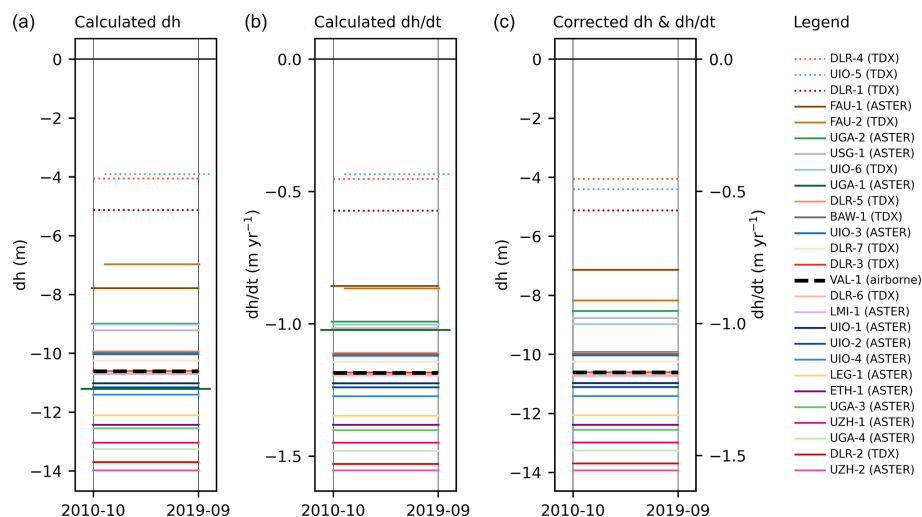 (a) Calculated dh
(b) Calculated dh/dt
(c) Corrected dh & dh/dt
Legend
0
−2
−4
−6
−8
−10
−12
−14
dh (m)
2010-10 2019-09
0.0
−0.5
−1.0
−1.5
dh/dt (m yr⁻¹)
2010-10 2019-09
0
−2
−4
−6
−8
−10
−12
−14
dh (m)
0.0
−0.5
−1.0
−1.5
dh/dt (m yr⁻¹)
2010-10 2019-09
DLR-4 (TDX)
UIO-5 (TDX)
DLR-1 (TDX)
FAU-1 (ASTER)
FAU-2 (TDX)
UGA-2 (ASTER)
USG-1 (ASTER)
UIO-6 (TDX)
UGA-1 (ASTER)
DLR-5 (TDX)
BAW-1 (TDX)
UIO-3 (ASTER)
DLR-7 (TDX)
DLR-3 (TDX)
VAL-1 (airborne)
DLR-6 (TDX)
LMI-1 (ASTER)
UIO-1 (ASTER)
UIO-2 (ASTER)
UIO-4 (ASTER)
LEG-1 (ASTER)
ETH-1 (ASTER)
UGA-3 (ASTER)
UZH-1 (ASTER)
UGA-4 (ASTER)
DLR-2 (TDX)
UZH-2 (ASTER)